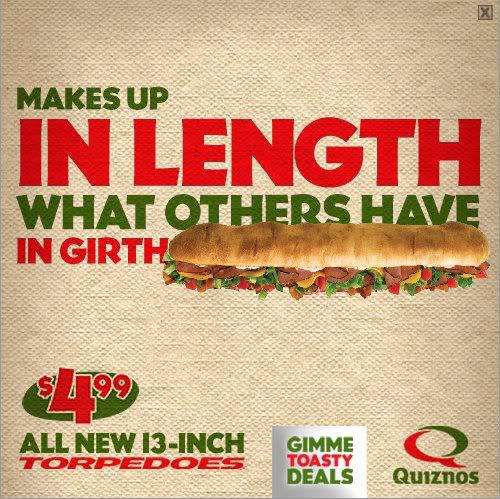 X
MAKES UP
IN LENGTH
WHAT OTHERS HAVE
IN GIRTH
$4.99
ALL NEW 13-INCH
TORPEDOES
GIMME
TOASTY
DEALS
QUIZNOS